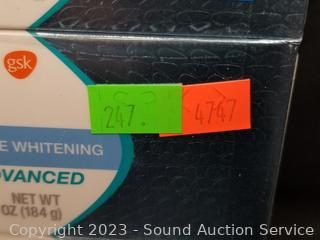 gsk
247.
4747
E WHITENING
DVANCED
NET WT
OZ (184 g)
Copyright 2023 - Sound Auction Service